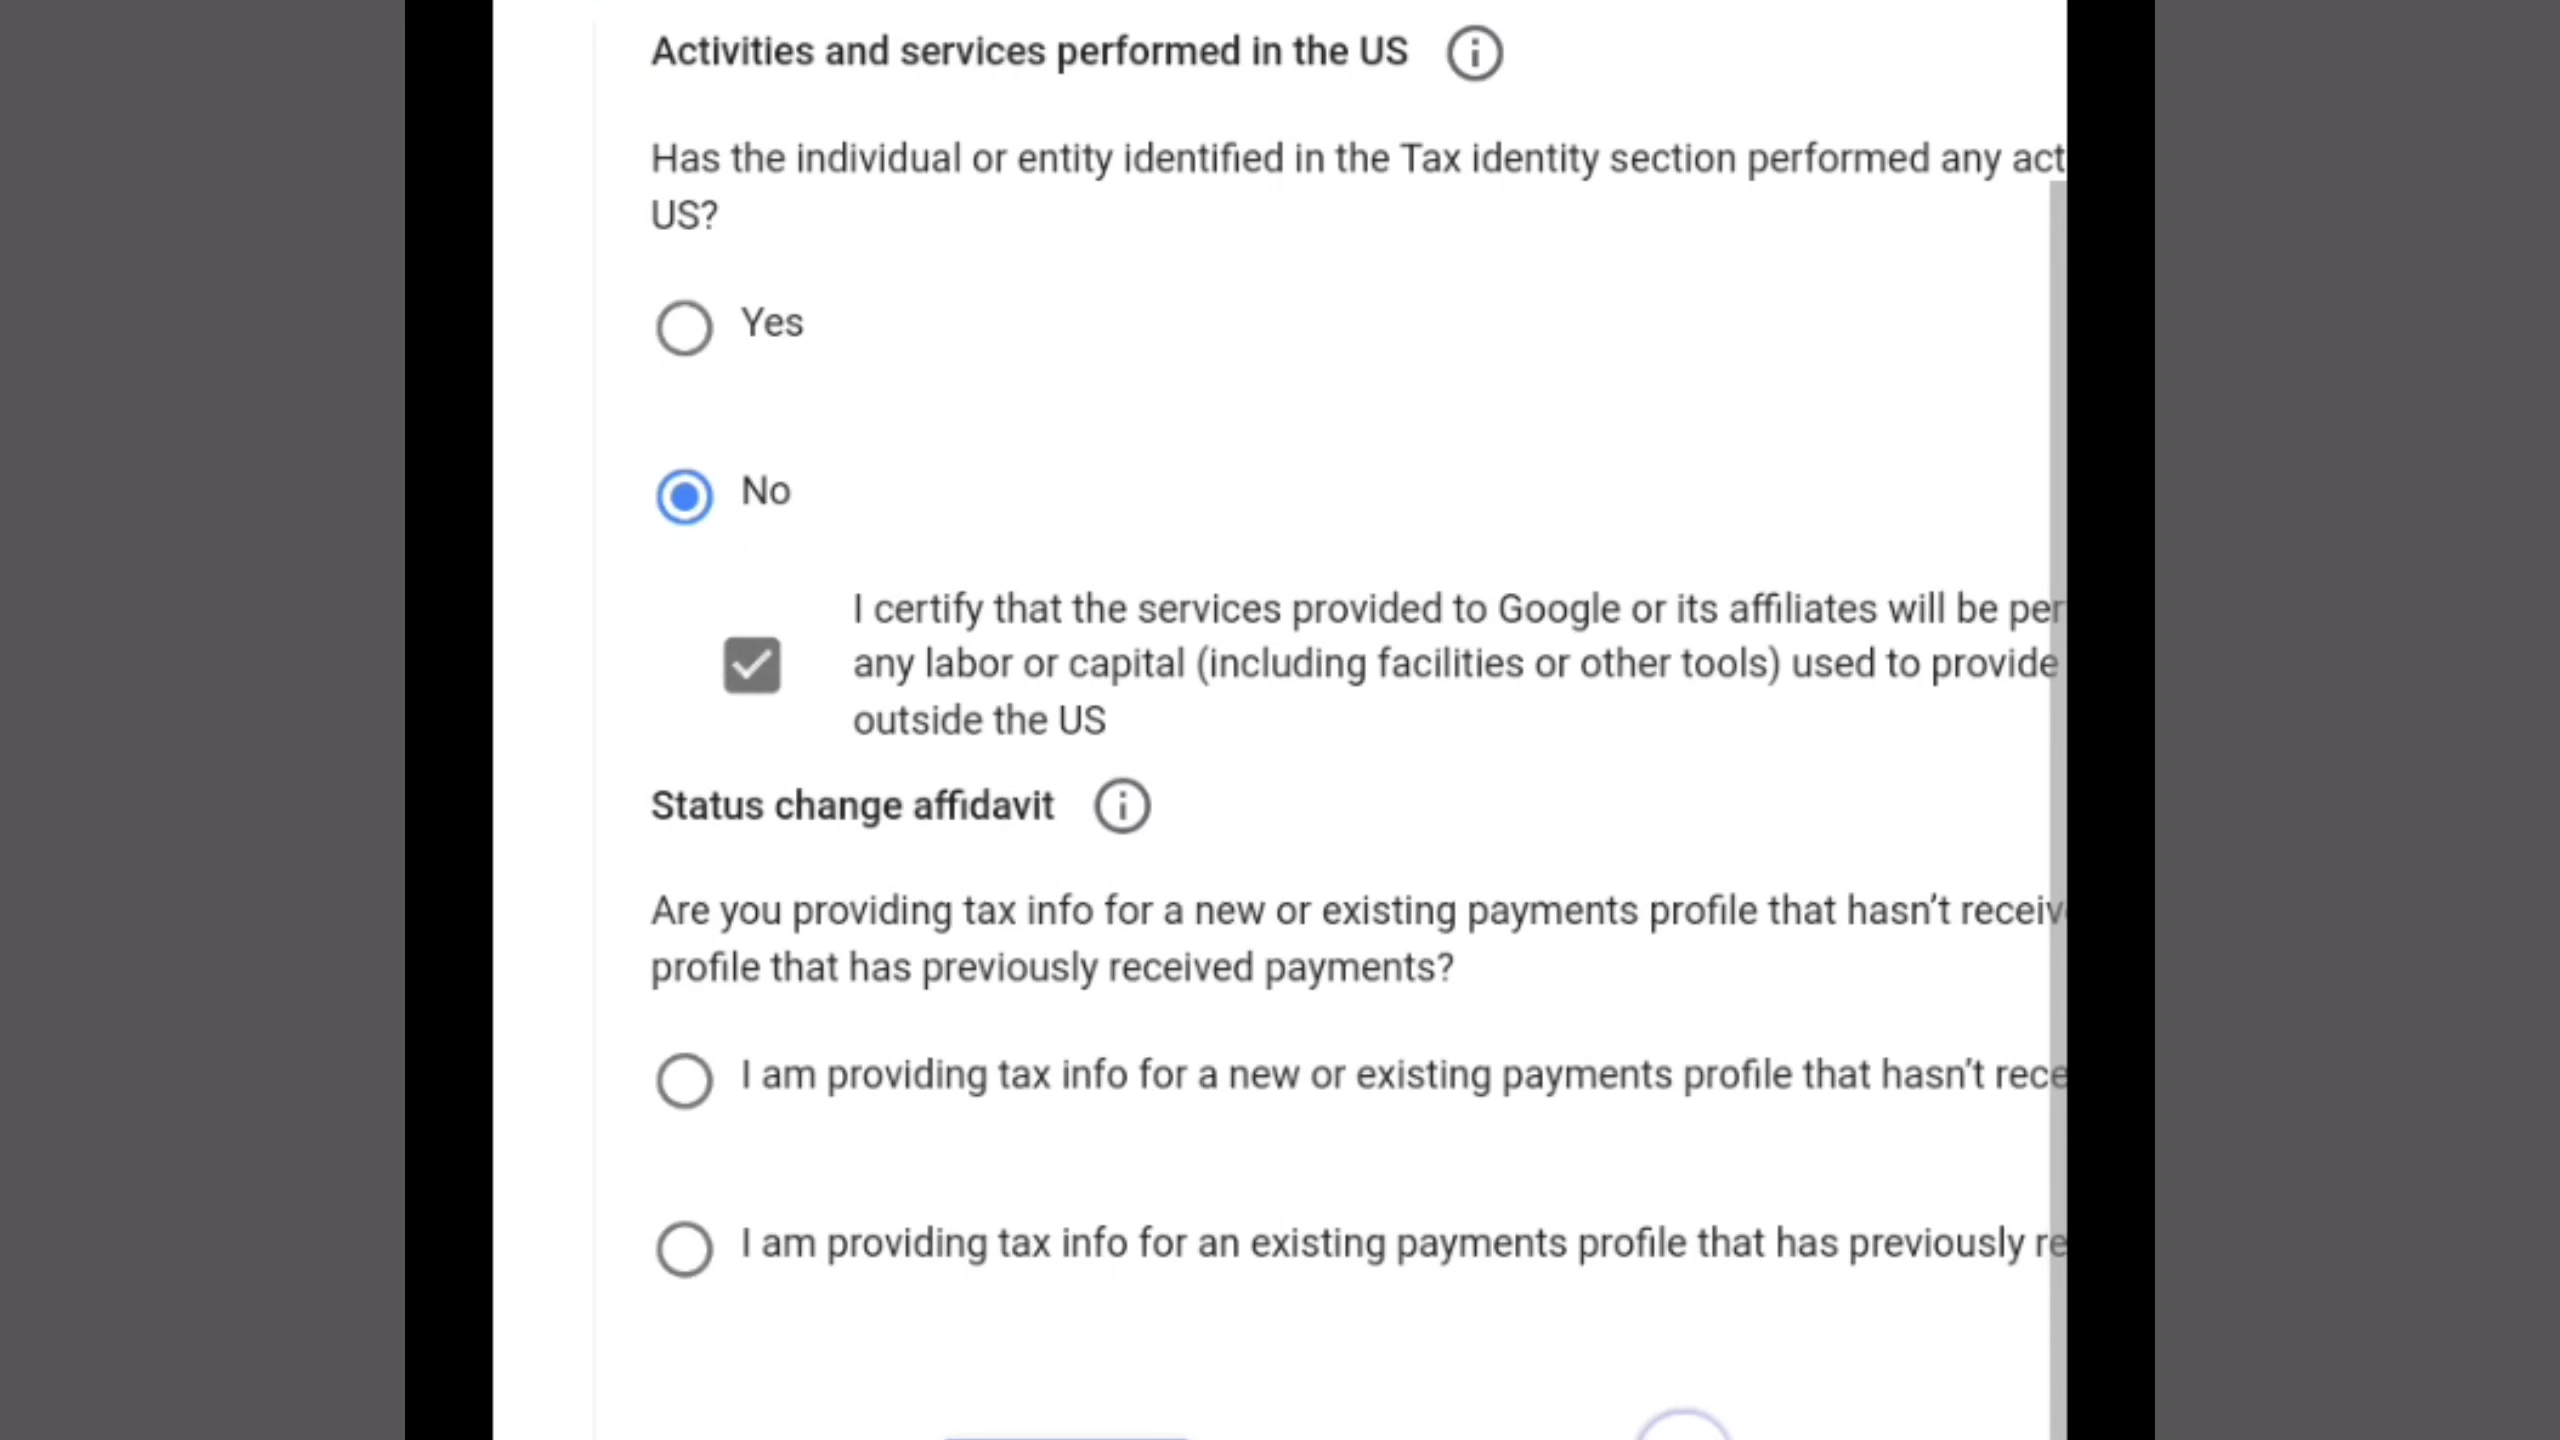 Activities and services performed in the US
Has the individual or entity identified in the Tax identity section performed any act
US?
Yes
No
I certify that the services provided to Google or its affiliates will be per
any labor or capital (including facilities or other tools) used to provide
outside the US
Status change affidavit
Are you providing tax info for a new or existing payments profile that hasn't receiv
profile that has previously received payments?
I am providing tax info for a new or existing payments profile that hasn't rece
I am providing tax info for an existing payments profile that has previously re